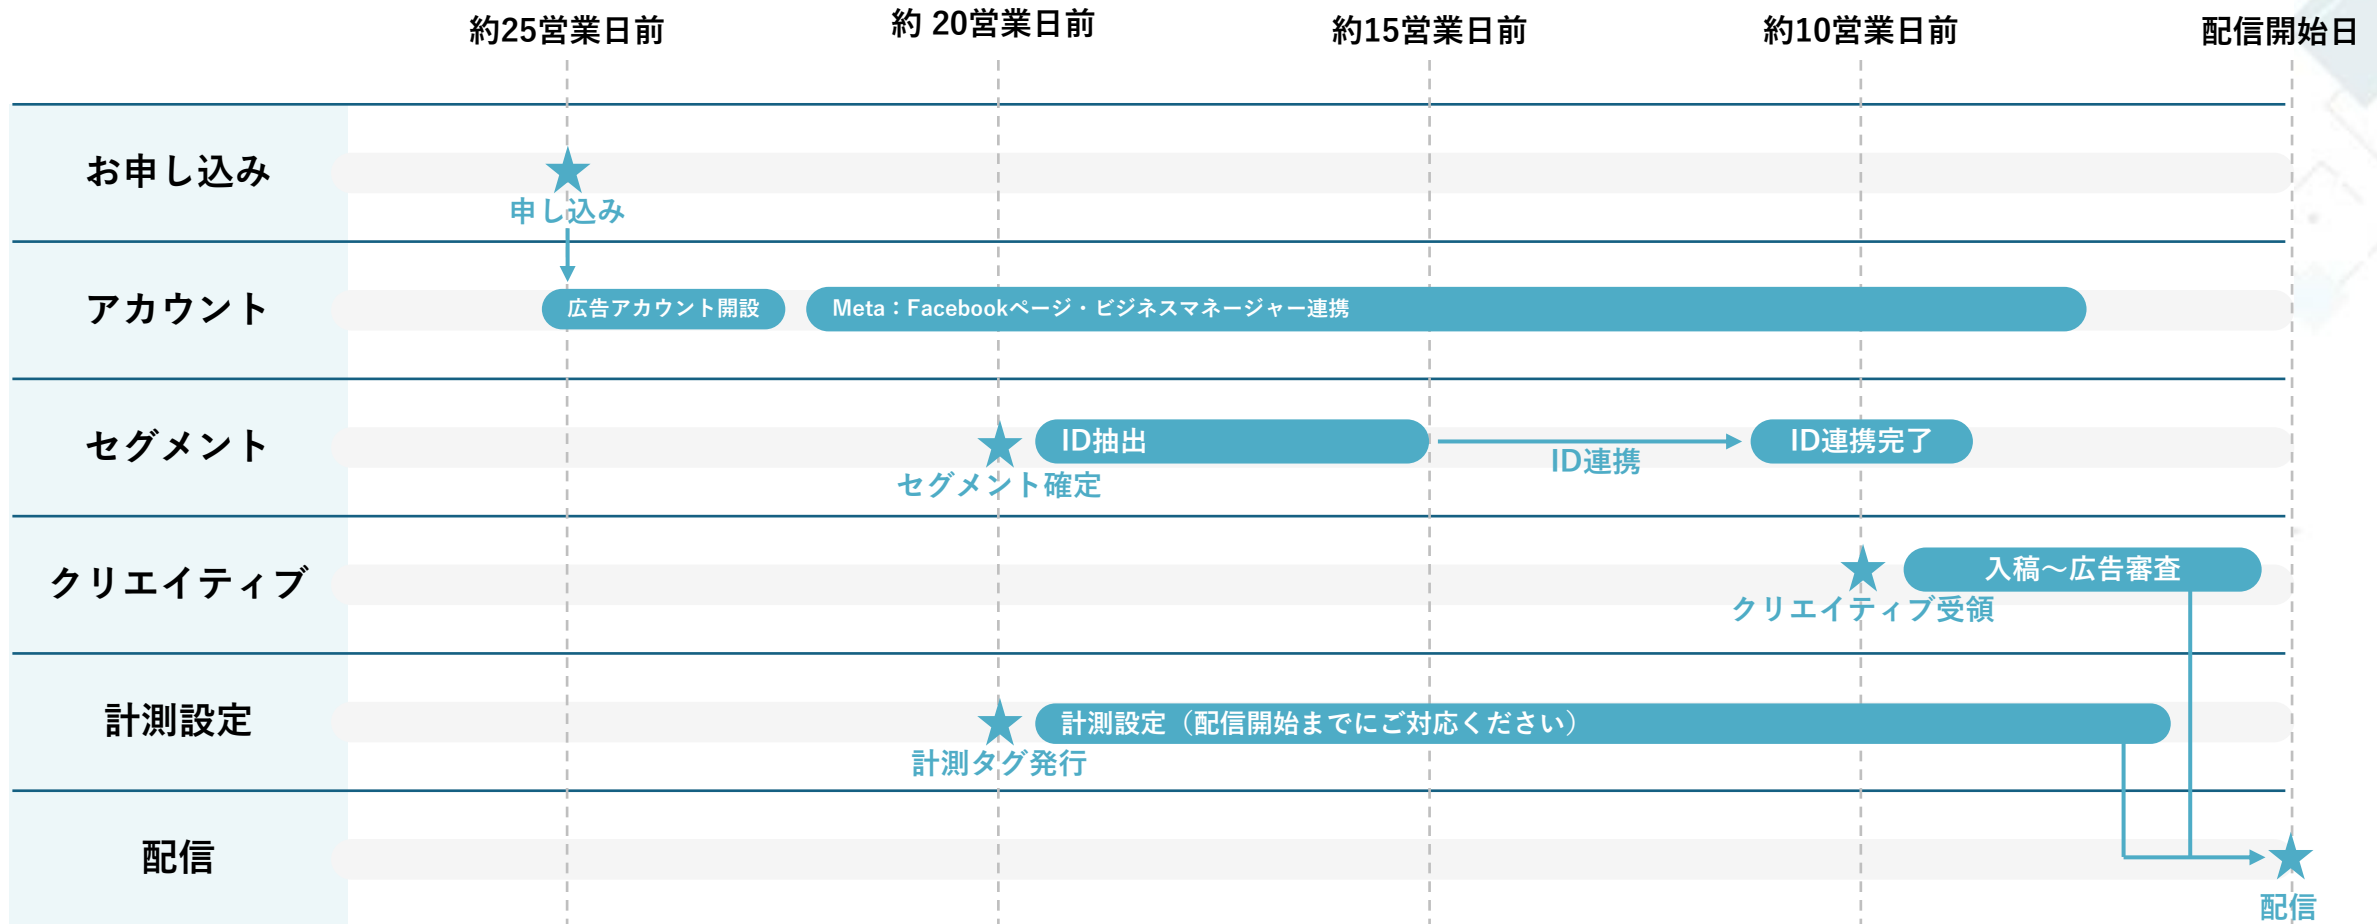 約25営業日前
約 20営業日前
約15営業日前
約10営業日前
配信開始日
お申し込み
申し込み
アカウント
広告アカウント開設
Meta：Facebookページ・ビジネスマネージャー連携
セグメント
セグメント確定
ID抽出
ID連携
ID連携完了
クリエイティブ
クリエイティブ受領
入稿～広告審査
計測設定
計測タグ発行
計測設定（配信開始までにご対応ください）
配信
配信